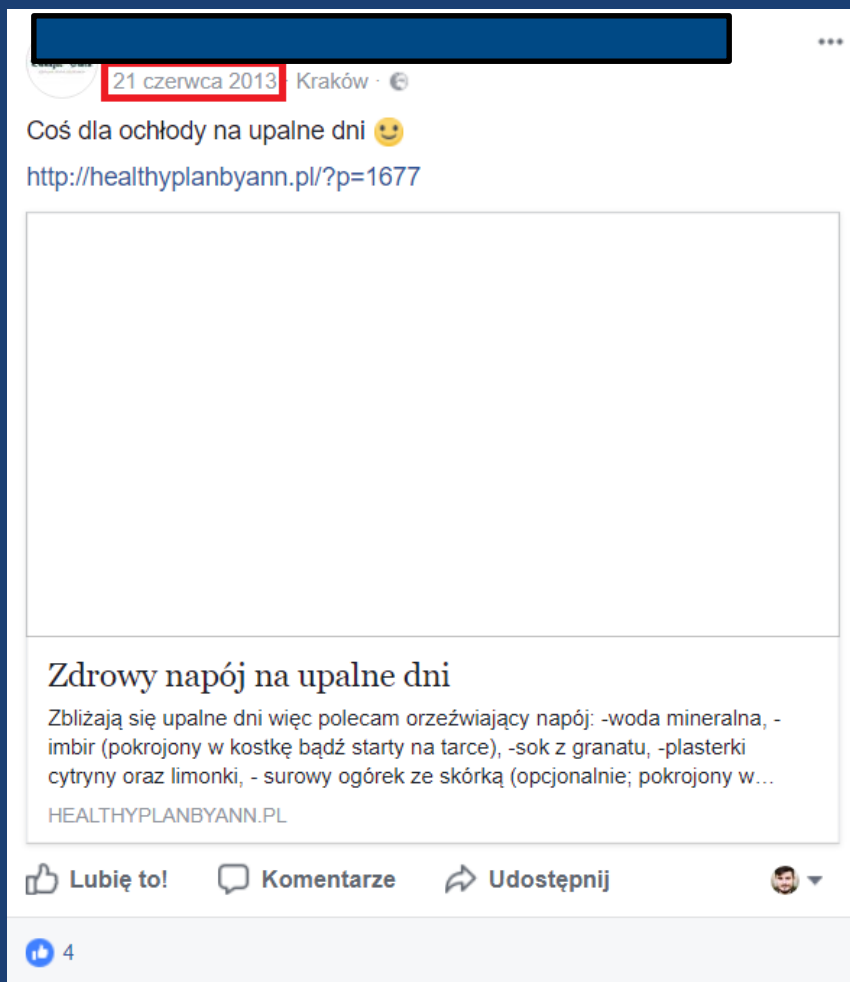 21 czerwca 2013 · Kraków ·
Coś dla ochłody na upalne dni
http://healthyplanbyann.pl/?p=1677
Zdrowy napój na upalne dni
Zbliżają się upalne dni więc polecam orzeźwiający napój: -woda mineralna, -
imbir (pokrojony w kostkę bądź starty na tarce), -sok z granatu, -plasterki
cytryny oraz limonki, - surowy ogórek ze skórką (opcjonalnie; pokrojony w...
HEALTHYPLANBYANN.PL
Lubię to! Komentarze Udostępnij
4